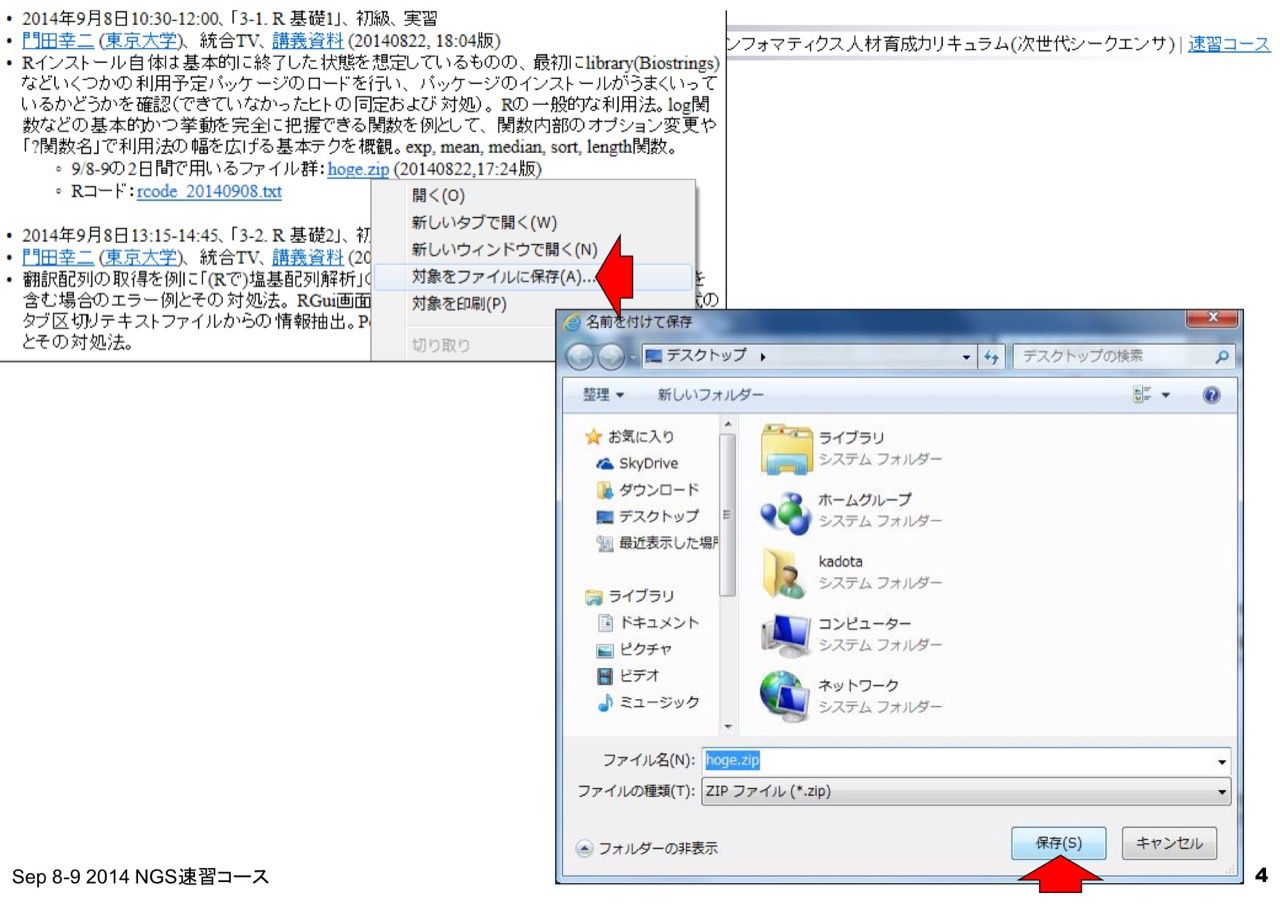 • 2014年9月8日10:30-12:00、「3-1. R 基礎1」、初級、実習
• 門田幸二 (東京大学)、統合TV、講義資料 (20140822, 18:04版)
• Rインストール自体は基本的に終了した状態を想定しているものの、最初にlibrary(Biostrings)
などいくつかの利用予定パッケージのロードを行い、パッケージのインストールがうまくいって
いるかどうかを確認(できていなかったヒトの同定および対処)。Rの一般的な利用法。log関
数などの基本的かつ挙動を完全に把握できる関数を例として、関数内部のオプション変更や
「?関数名」で利用法の幅を広げる基本テクを概観。exp, mean, median, sort, length関数。
◦ 9/8-9の2日間で用いるファイル群：hoge.zip (20140822,17:24版)
◦ Rコード：rcode_20140908.txt
• 2014年9月8日13:15-14:45、「3-2. R 基礎2」、初
• 門田幸二 (東京大学)、統合TV、講義資料 (20
• 翻訳配列の取得を例に「(Rで)塩基配列解析」の
を
含む場合のエラー例とその対処法。RGui画面
式の
タブ区切りテキストファイルからの情報抽出。P
とその対処法。
ンフォマティクス人材育成カリキュラム(次世代シークエンサ) | 速習コース
開く(O)
新しいタブで開く(W)
新しいウィンドウで開く(N)
対象をファイルに保存(A)...
対象を印刷(P)
切り取り
名前を付けて保存
デスクトップ
デスクトップの検索
整理
新しいフォルダー
お気に入り
SkyDrive
ダウンロード
デスクトップ
最近表示した場所
ライブラリ
ドキュメント
ピクチャ
ビデオ
ミュージック
ライブラリ
システム フォルダー
ホームグループ
システム フォルダー
kadota
システム フォルダー
コンピューター
システム フォルダー
ネットワーク
システム フォルダー
ファイル名(N): hoge.zip
ファイルの種類(T): ZIP ファイル (*.zip)
フォルダーの非表示
保存(S)
キャンセル
Sep 8-9 2014 NGS速習コース
4